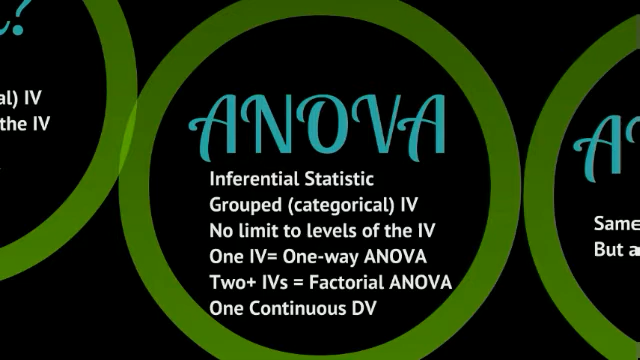 ?
al) IV
the IV
ANOVA
Inferential Statistic
Grouped (categorical) IV
No limit to levels of the IV
One IV= One-way ANOVA
Two+ IVs = Factorial ANOVA
One Continuous DV
A
Same
But a